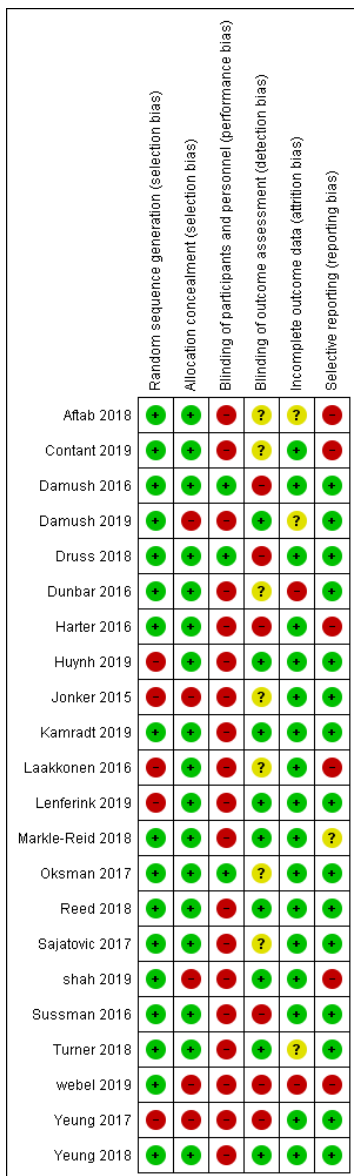 Random sequence generation (selection bias)
Allocation concealment (selection bias)
Blinding of participants and personnel (performance bias)
Blinding of outcome assessment (detection bias)
Incomplete outcome data (attrition bias)
Selective reporting (reporting bias)
Aftab 2018 + + - ? ? -
Contant 2019 + + - ? + -
Damush 2016 + + + - + +
Damush 2019 + - - + ? +
Druss 2018 + + + - + +
Dunbar 2016 + + - ? - +
Harter 2016 + + - - + -
Huynh 2019 - + - + + +
Jonker 2015 - - - ? + +
Kamradt 2019 + + - + + +
Laakkonen 2016 - + - ? + -
Lenferink 2019 - + - + + +
Markle-Reid 2018 + + - + + ?
Oksman 2017 + + + ? + +
Reed 2018 + + - + + +
Sajatovic 2017 + + - ? + +
shah 2019 + - - + + -
Sussman 2016 + + - - + +
Turner 2018 + + - + ? +
webel 2019 + - - - - -
Yeung 2017 - - - - + +
Yeung 2018 + + - + + +